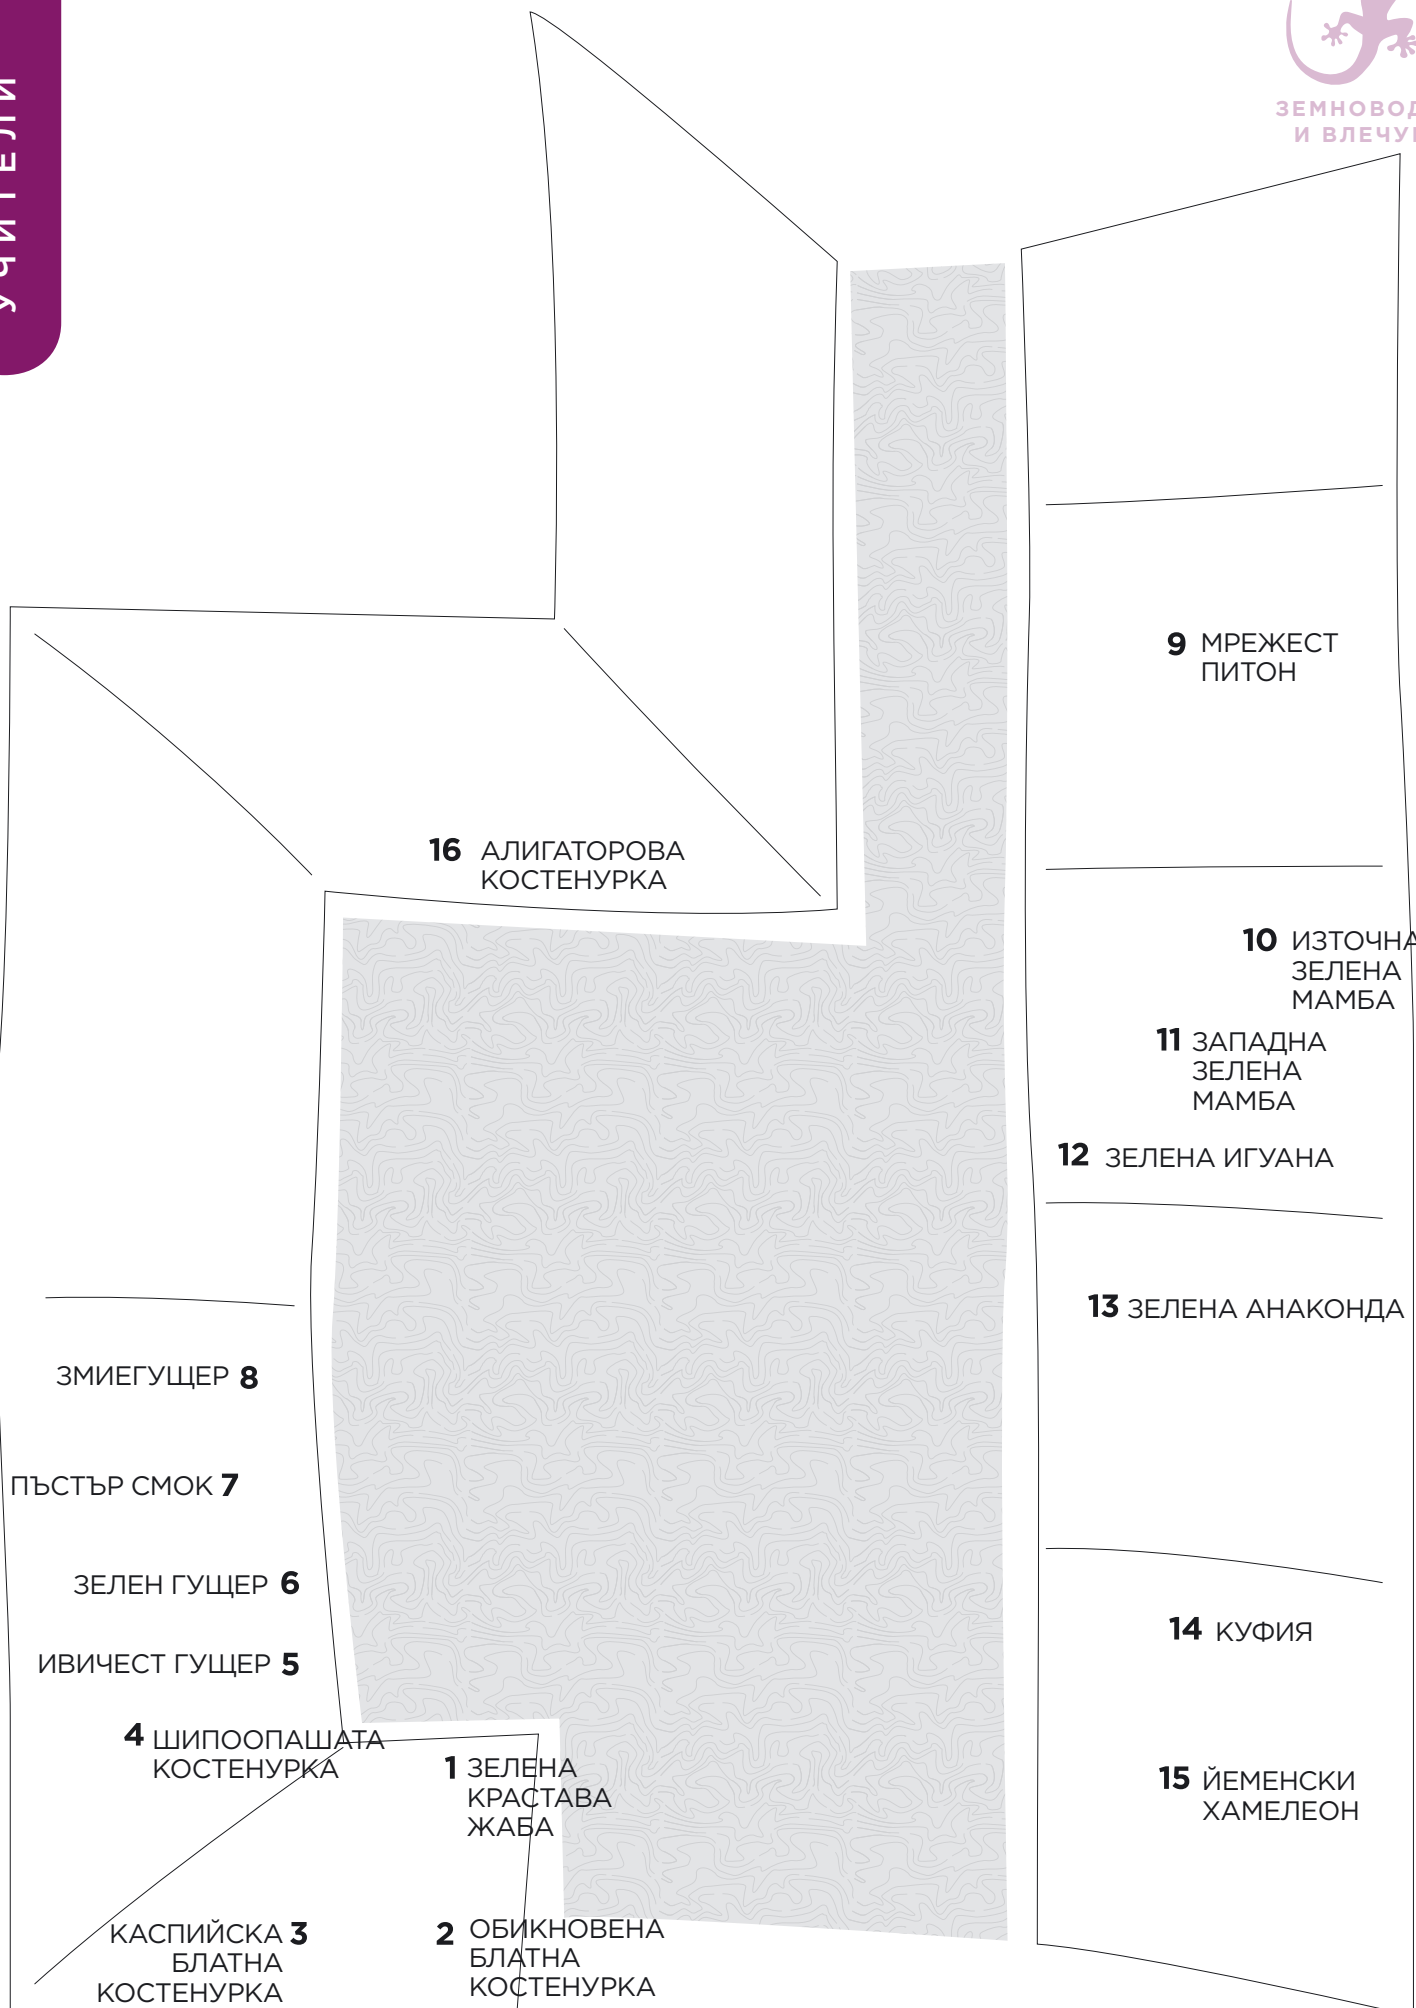 УЧИТЕЛИ
ЗЕМНОВОД
И ВЛЕЧУГ
9 МРЕЖЕСТ
ПИТОН
16 АЛИГАТОРОВА
КОСТЕНУРКА
10 ИЗТОЧНА
ЗЕЛЕНА
МАМБА
11 ЗАПАДНА
ЗЕЛЕНА
МАМБА
12 ЗЕЛЕНА ИГУАНА
13 ЗЕЛЕНА АНАКОНДА
ЗМИЕГУЩЕР 8
ПЪСТЪР СМОК 7
ЗЕЛЕН ГУЩЕР 6
ИВИЧЕСТ ГУЩЕР 5
4 ШИПООПАШАТА
КОСТЕНУРКА
1 ЗЕЛЕНА
КРАСТАВА
ЖАБА
КАСПИЙСКА 3
БЛАТНА
КОСТЕНУРКА
2 ОБИКНОВЕНА
БЛАТНА
КОСТЕНУРКА
14 КУФИЯ
15 ЙЕМЕНСКИ
ХАМЕЛЕОН